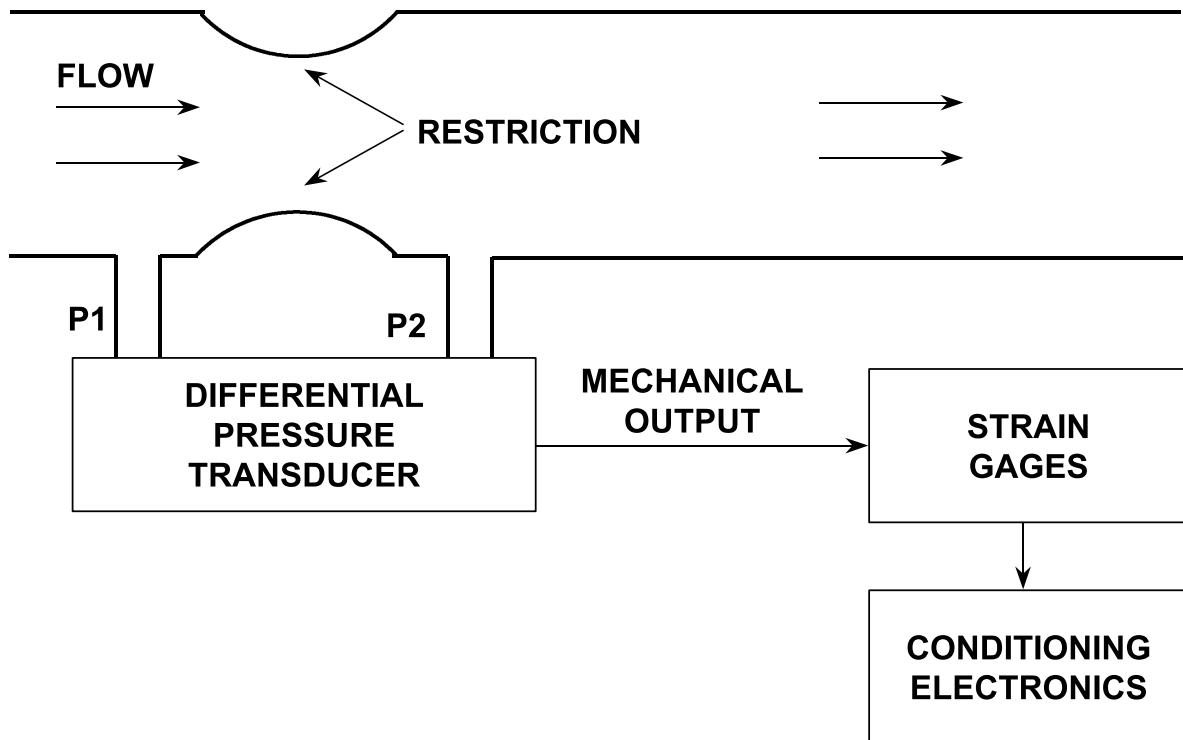 FLOW
RESTRICTION
P1
P2
DIFFERENTIAL
PRESSURE
TRANSDUCER
MECHANICAL
OUTPUT
STRAIN
GAGES
CONDITIONING
ELECTRONICS